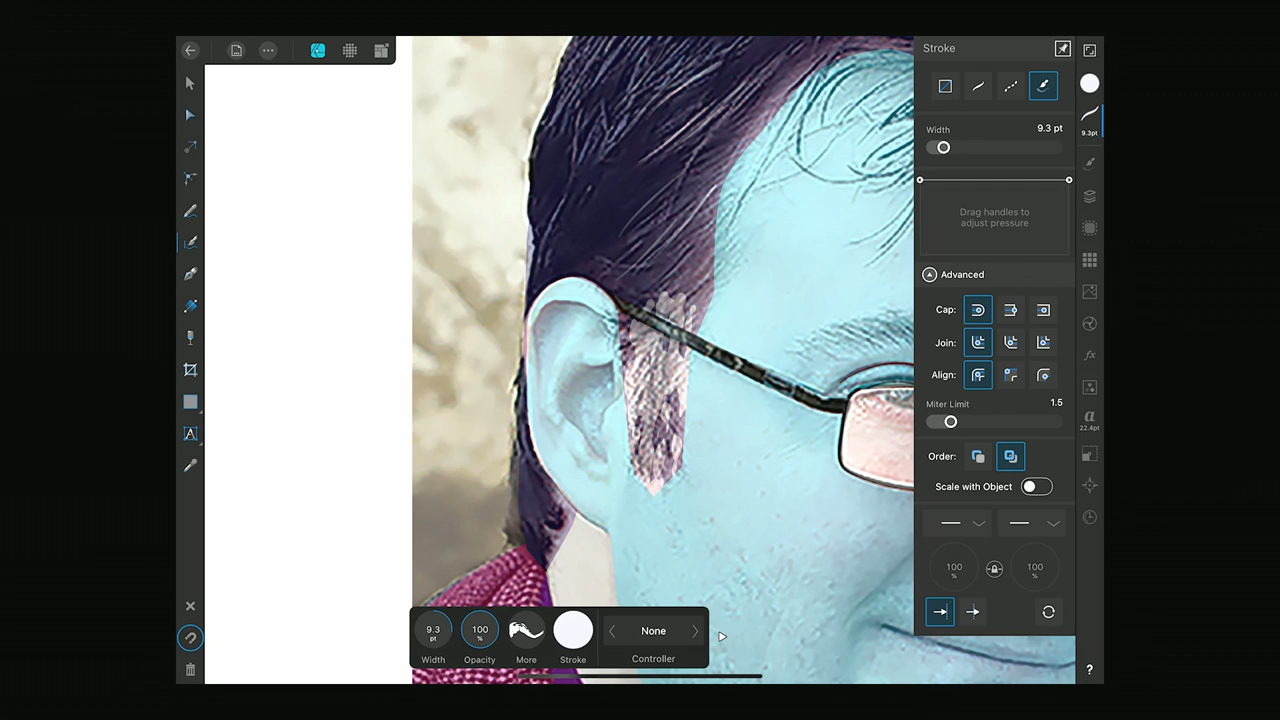 Stroke
Width
9.3 pt
9.3pt
Drag handles to
adjust pressure
Advanced
Cap:
Join:
Align:
Miter Limit
1.5
a
22.4pt
fx
A
Order:
Scale with Object
100
%
100
%
9.3
pt
100
%
None
Width
Opacity
More
Stroke
Controller
?